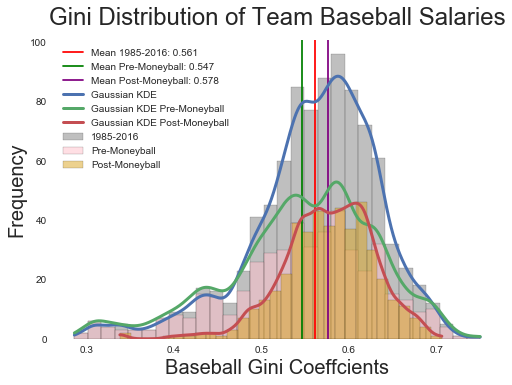 Gini Distribution of Team Baseball Salaries
100
80
60
40
20
0
Frequency
Mean 1985-2016: 0.561
Mean Pre-Moneyball: 0.547
Mean Post-Moneyball: 0.578
Gaussian KDE
Gaussian KDE Pre-Moneyball
Gaussian KDE Post-Moneyball
1985-2016
Pre-Moneyball
Post-Moneyball
0.3 0.4 0.5 0.6 0.7
Baseball Gini Coeffcients